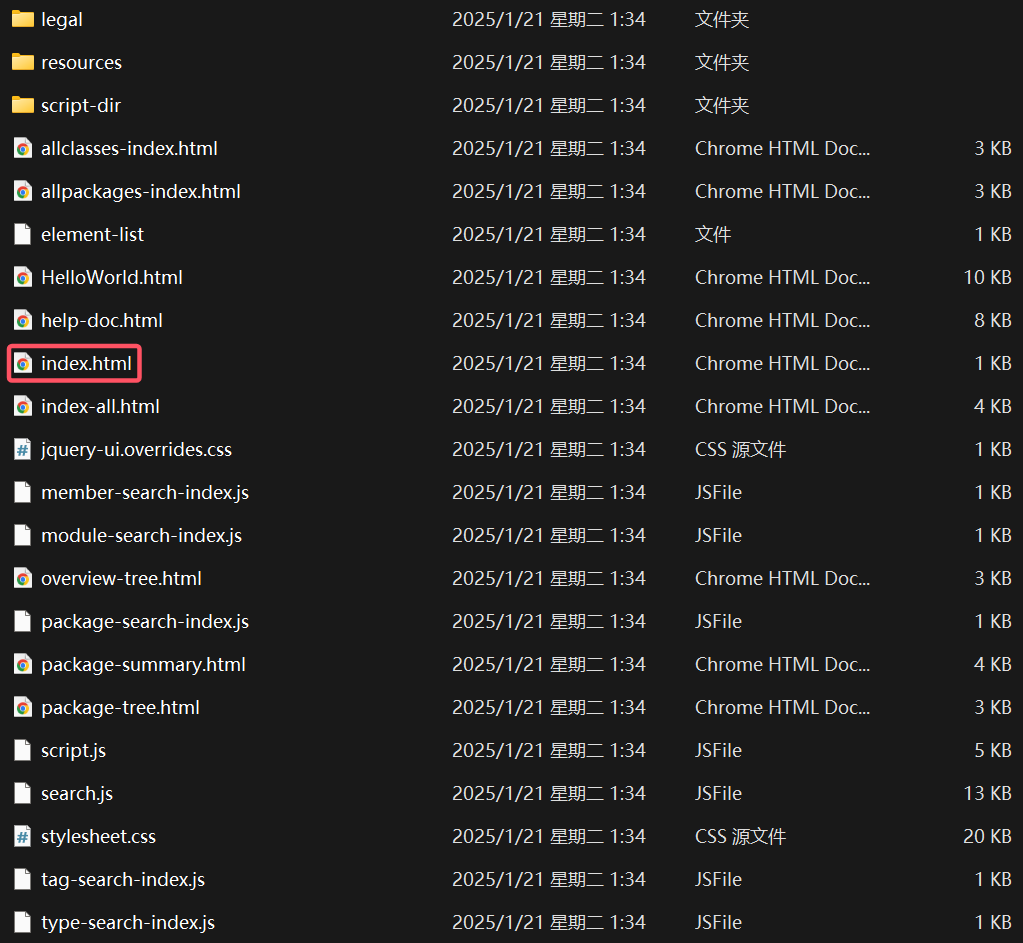 legal 2025/1/21 星期二 1:34 文件夹
resources 2025/1/21 星期二 1:34 文件夹
script-dir 2025/1/21 星期二 1:34 文件夹
allclasses-index.html 2025/1/21 星期二 1:34 Chrome HTML Doc... 3 KB
allpackages-index.html 2025/1/21 星期二 1:34 Chrome HTML Doc... 3 KB
element-list 2025/1/21 星期二 1:34 文件 1 KB
HelloWorld.html 2025/1/21 星期二 1:34 Chrome HTML Doc... 10 KB
help-doc.html 2025/1/21 星期二 1:34 Chrome HTML Doc... 8 KB
index.html 2025/1/21 星期二 1:34 Chrome HTML Doc... 1 KB
index-all.html 2025/1/21 星期二 1:34 Chrome HTML Doc... 4 KB
jquery-ui.overrides.css 2025/1/21 星期二 1:34 CSS 源文件 1 KB
member-search-index.js 2025/1/21 星期二 1:34 JSFile 1 KB
module-search-index.js 2025/1/21 星期二 1:34 JSFile 1 KB
overview-tree.html 2025/1/21 星期二 1:34 Chrome HTML Doc... 3 KB
package-search-index.js 2025/1/21 星期二 1:34 JSFile 1 KB
package-summary.html 2025/1/21 星期二 1:34 Chrome HTML Doc... 4 KB
package-tree.html 2025/1/21 星期二 1:34 Chrome HTML Doc... 3 KB
script.js 2025/1/21 星期二 1:34 JSFile 5 KB
search.js 2025/1/21 星期二 1:34 JSFile 13 KB
stylesheet.css 2025/1/21 星期二 1:34 CSS 源文件 20 KB
tag-search-index.js 2025/1/21 星期二 1:34 JSFile 1 KB
type-search-index.js 2025/1/21 星期二 1:34 JSFile 1 KB